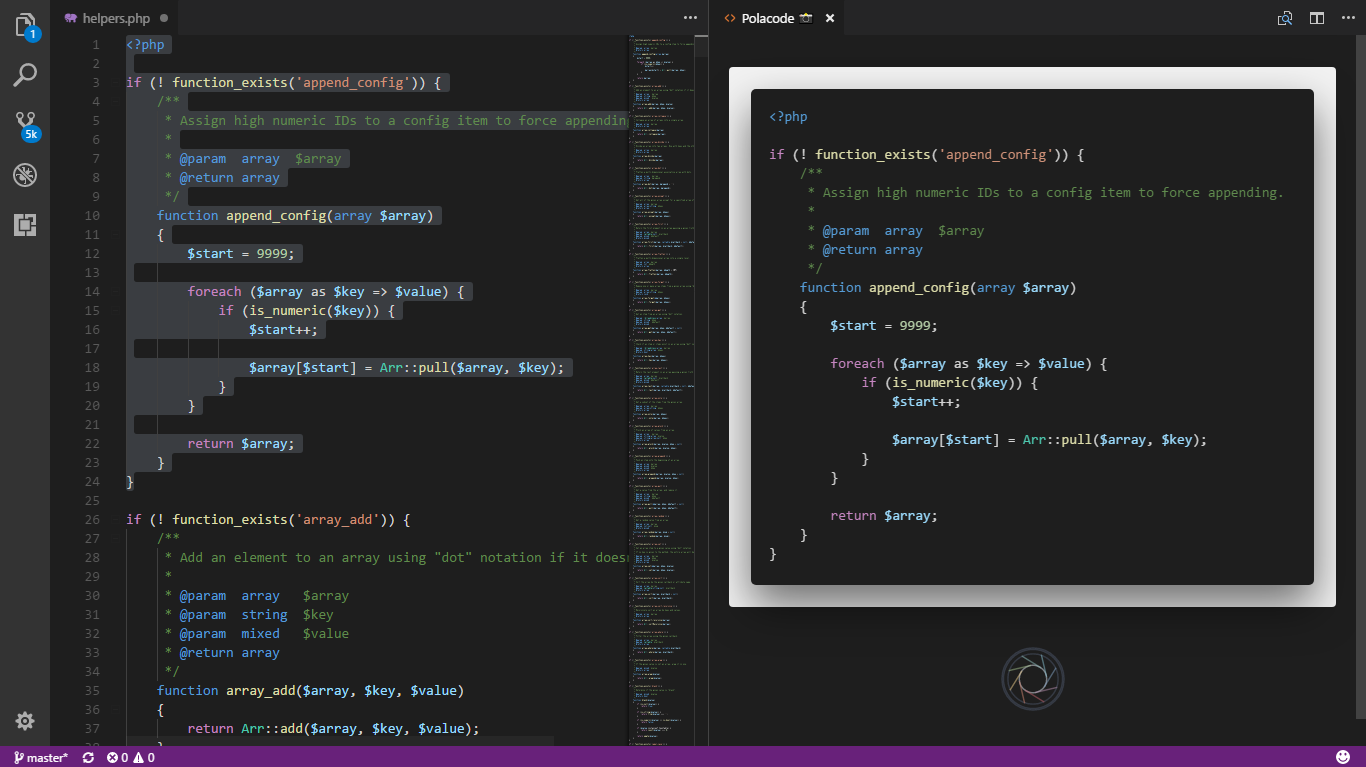 helpers.php
1
5k
1 <?php
2
3 if (! function_exists('append_config')) {
4 /**
5 * Assign high numeric IDs to a config item to force appending
6 *
7 * @param  array  $array
8 * @return array
9 */
10 function append_config(array $array)
11 {
12 $start = 9999;
13
14 foreach ($array as $key => $value) {
15 if (is_numeric($key)) {
16 $start++;
17
18 $array[$start] = Arr::pull($array, $key);
19 }
20 }
21
22 return $array;
23 }
24 }
25
26 if (! function_exists('array_add')) {
27 /**
28 * Add an element to an array using "dot" notation if it doesn
29 *
30 * @param  array   $array
31 * @param  string  $key
32 * @param  mixed   $value
33 * @return array
34 */
35 function array_add($array, $key, $value)
36 {
37 return Arr::add($array, $key, $value);
38 }
Polacode 📸
<?php
if (! function_exists('append_config')) {
/**
* Assign high numeric IDs to a config item to force appending.
*
* @param  array  $array
* @return array
*/
function append_config(array $array)
{
$start = 9999;
foreach ($array as $key => $value) {
if (is_numeric($key)) {
$start++;
$array[$start] = Arr::pull($array, $key);
}
}
return $array;
}
}
master* 0 0